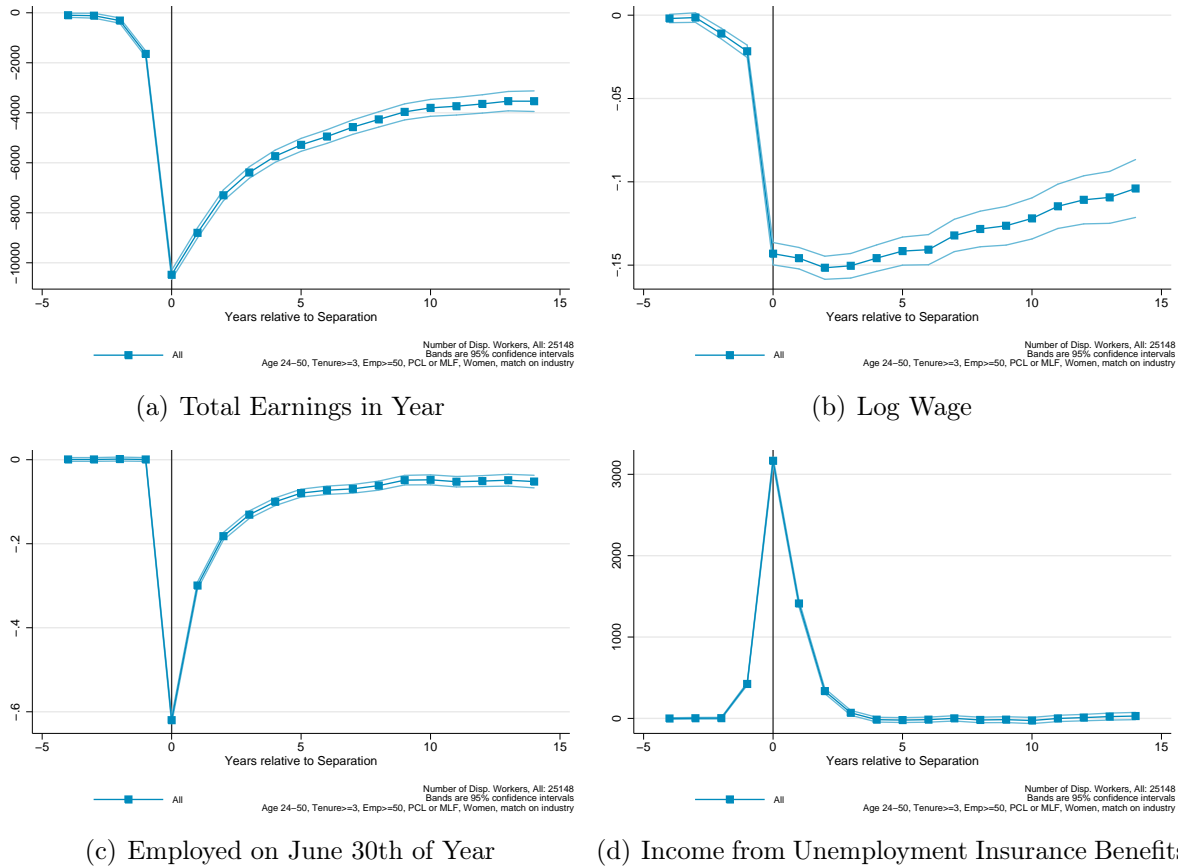 0
−2000
−4000
−6000
−8000
−10000
−5
0
5
10
15
Years relative to Separation
All
Number of Disp. Workers, All: 25148
Bands are 95% confidence intervals
Age 24−50, Tenure>=3, Emp>=50, PCL or MLF, Women, match on industry
(a) Total Earnings in Year
0
−.05
−.1
−.15
−5
0
5
10
15
Years relative to Separation
All
Number of Disp. Workers, All: 25148
Bands are 95% confidence intervals
Age 24−50, Tenure>=3, Emp>=50, PCL or MLF, Women, match on industry
(b) Log Wage
0
−.2
−.4
−.6
−5
0
5
10
15
Years relative to Separation
All
Number of Disp. Workers, All: 25148
Bands are 95% confidence intervals
Age 24−50, Tenure>=3, Emp>=50, PCL or MLF, Women, match on industry
(c) Employed on June 30th of Year
3000
2000
1000
0
−5
0
5
10
15
Years relative to Separation
All
Number of Disp. Workers, All: 25148
Bands are 95% confidence intervals
Age 24−50, Tenure>=3, Emp>=50, PCL or MLF, Women, match on industry
(d) Income from Unemployment Insurance Benefits